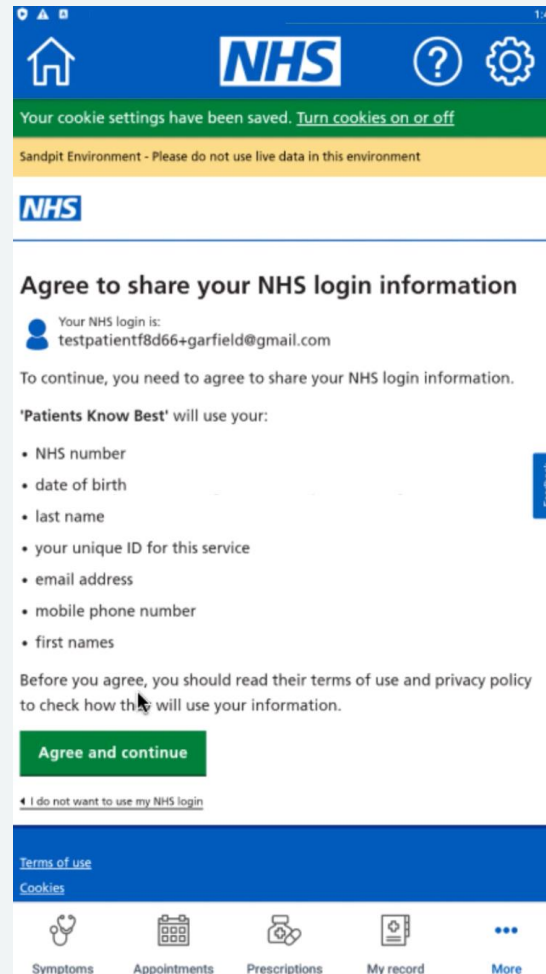 1:4
NHS
?
Your cookie settings have been saved. Turn cookies on or off
Sandpit Environment - Please do not use live data in this environment
NHS
Agree to share your NHS login information
Your NHS login is:
testpatientf8d66+garfield@gmail.com
To continue, you need to agree to share your NHS login information.
'Patients Know Best' will use your:
• NHS number
• date of birth
• last name
• your unique ID for this service
• email address
• mobile phone number
• first names
Before you agree, you should read their terms of use and privacy policy
to check how they will use your information.
Agree and continue
I do not want to use my NHS login
Terms of use
Cookies
Symptoms Appointments Prescriptions My record More